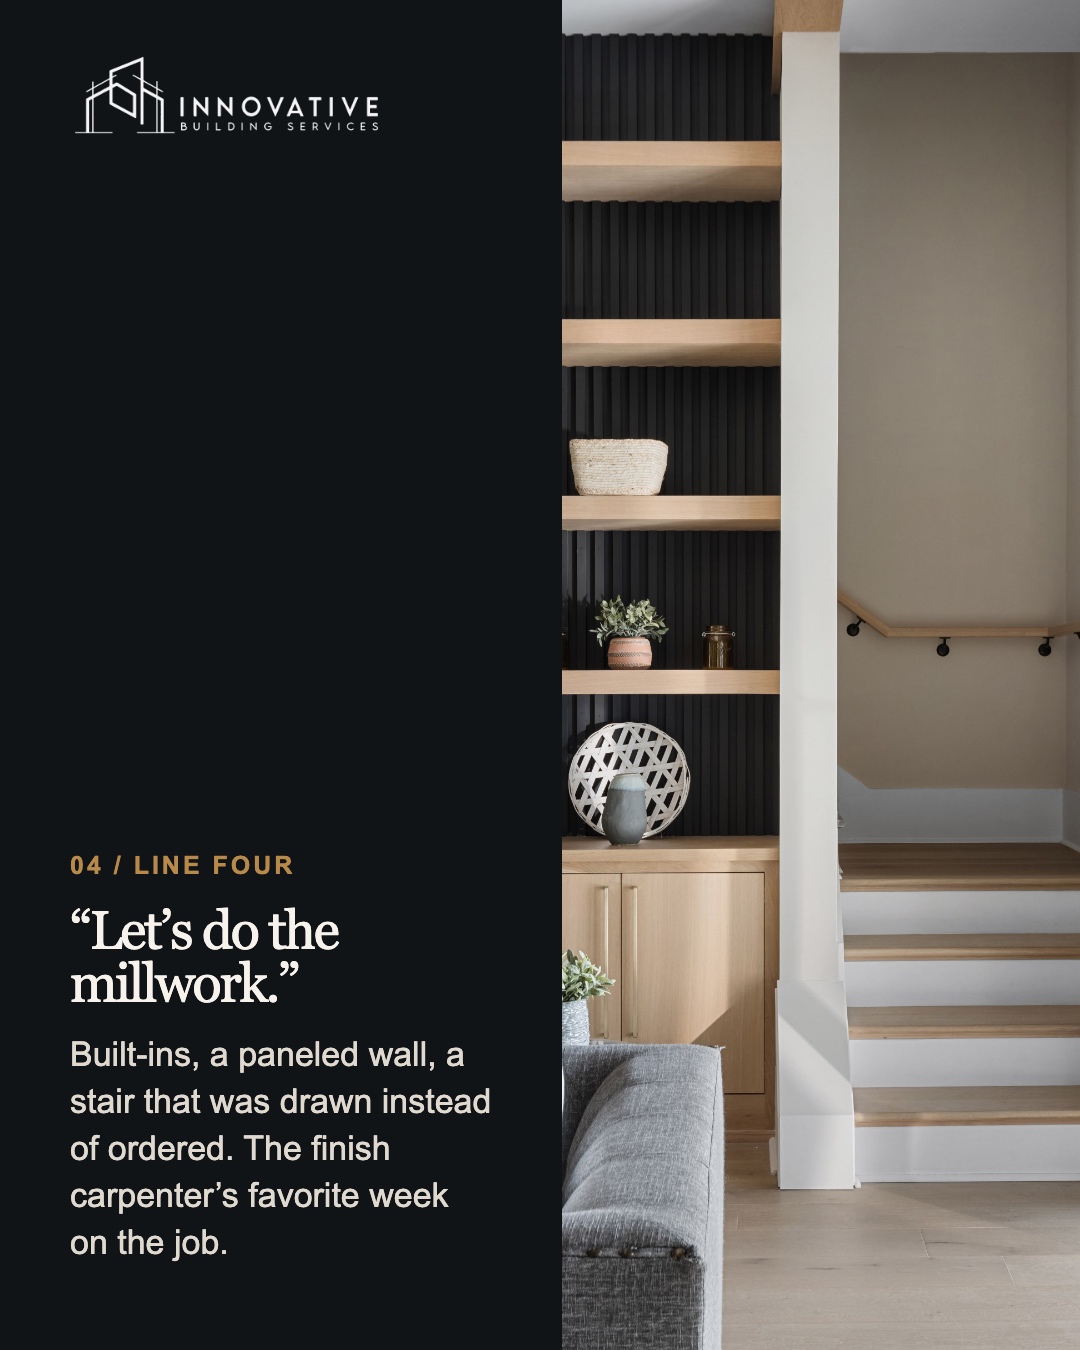 INNOVATIVE
BUILDING SERVICES
04 / LINE FOUR
“Let’s do the
millwork.”
Built-ins, a paneled wall, a
stair that was drawn instead
of ordered. The finish
carpenter’s favorite week
on the job.